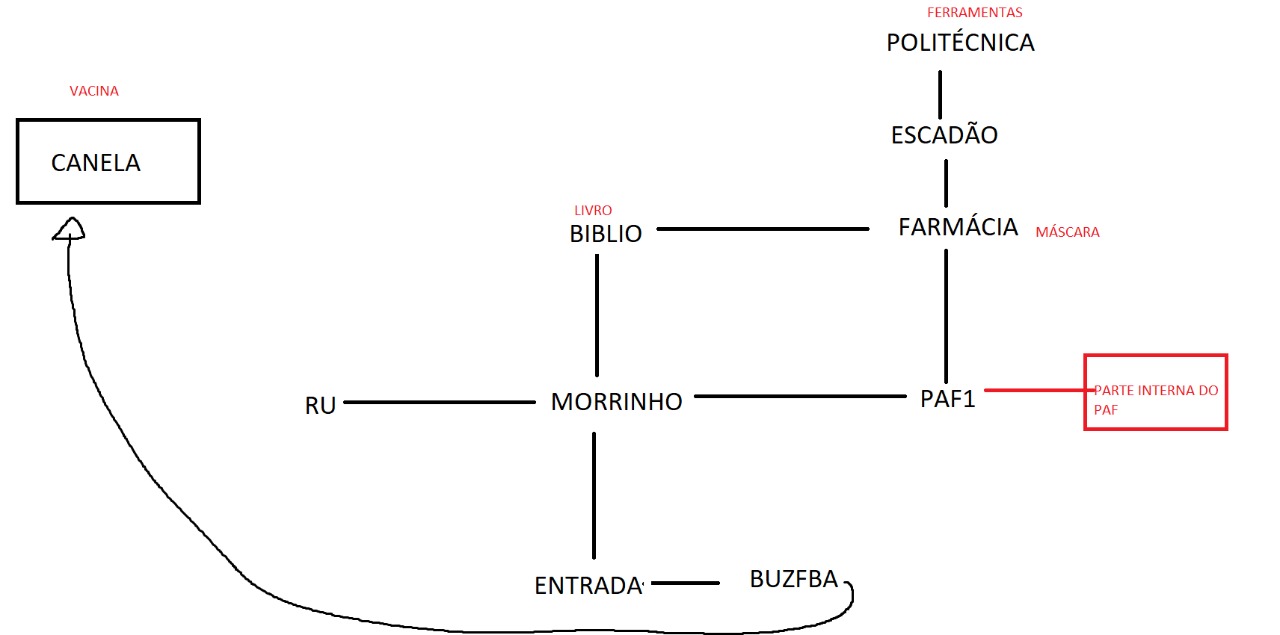 FERRAMENTAS
POLITÉCNICA
VACINA
ESCADÃO
CANELA
LIVRO
BIBLIO
FARMÁCIA
MÁSCARA
RU
MORRINHO
PAF1
PARTE INTERNA DO
PAF
ENTRADA
BUZFBA